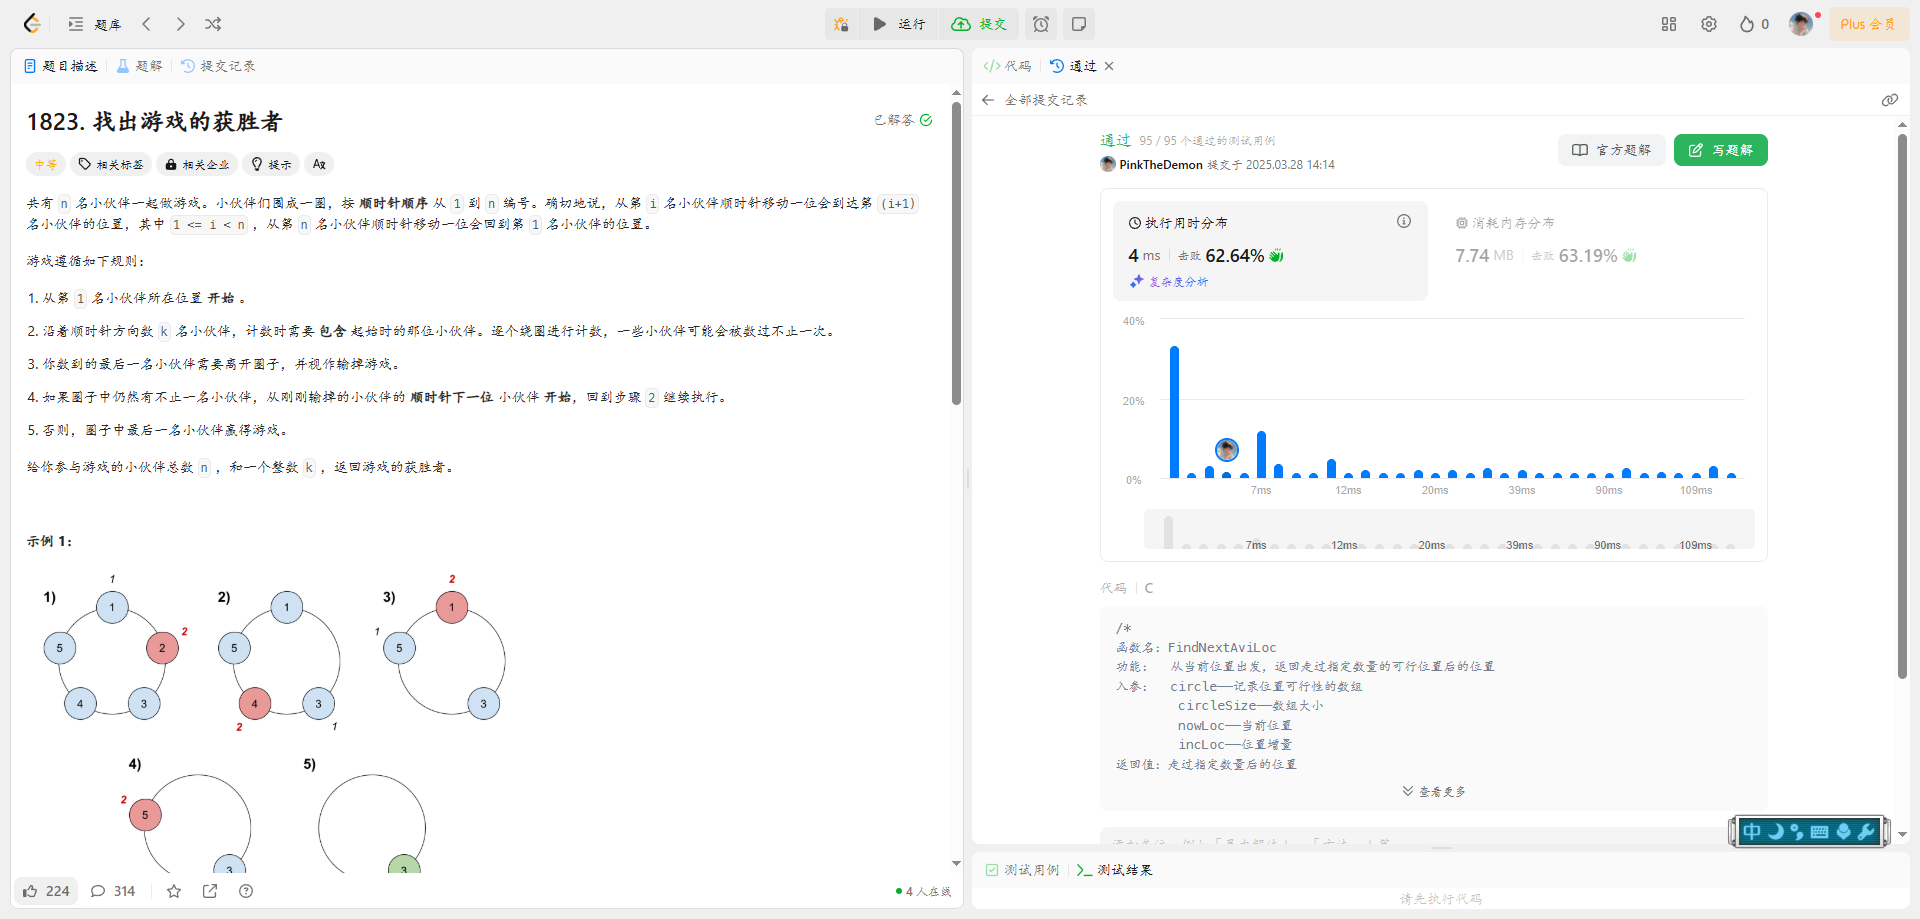 题库
运行
提交
0
Plus 会员
题目描述
题解
提交记录
1823. 找出游戏的获胜者
已解答
中等
相关标签
相关企业
提示
共有 n 名小伙伴一起做游戏。小伙伴们围成一圈，按 顺时针顺序 从 1 到 n 编号。确切地说，从第 i 名小伙伴顺时针移动一位会到达第 (i+1)
名小伙伴的位置，其中 1 <= i < n ，从第 n 名小伙伴顺时针移动一位会回到第 1 名小伙伴的位置。
游戏遵循如下规则：
1. 从第 1 名小伙伴所在位置 开始 。
2. 沿着顺时针方向数 k 名小伙伴，计数时需要 包含 起始时的那位小伙伴。逐个绕圈进行计数，一些小伙伴可能会被数过不止一次。
3. 你数到的最后一名小伙伴需要离开圈子，并视作输掉游戏。
4. 如果圈子中仍然有不止一名小伙伴，从刚刚输掉的小伙伴的 顺时针下一位 小伙伴 开始，回到步骤 2 继续执行。
5. 否则，圈子中最后一名小伙伴赢得游戏。
给你参与游戏的小伙伴总数 n ，和一个整数 k ，返回游戏的获胜者。
示例 1：
1)
1
1
2
2
5
4
3
2)
1
5
4
3
2
1
3)
2
1
1
5
3
4)
2
5
3
5)
3
224
314
4 人在线
代码
通过
全部提交记录
通过
95 / 95 个通过的测试用例
PinkTheDemon 提交于 2025.03.28 14:14
官方题解
写题解
执行用时分布
4 ms
击败 62.64%
复杂度分析
消耗内存分布
7.74 MB
击败 63.19%
40%
20%
0%
7ms
12ms
20ms
39ms
90ms
109ms
7ms
12ms
20ms
39ms
90ms
109ms
代码
C
/*
函数名：FindNextAviLoc
功能： 从当前位置出发，返回走过指定数量的可行位置后的位置
入参： circle——记录位置可行性的数组
circleSize——数组大小
nowLoc——当前位置
incLoc——位置增量
返回值：走过指定数量后的位置
查看更多
中
测试用例
测试结果
请先执行代码